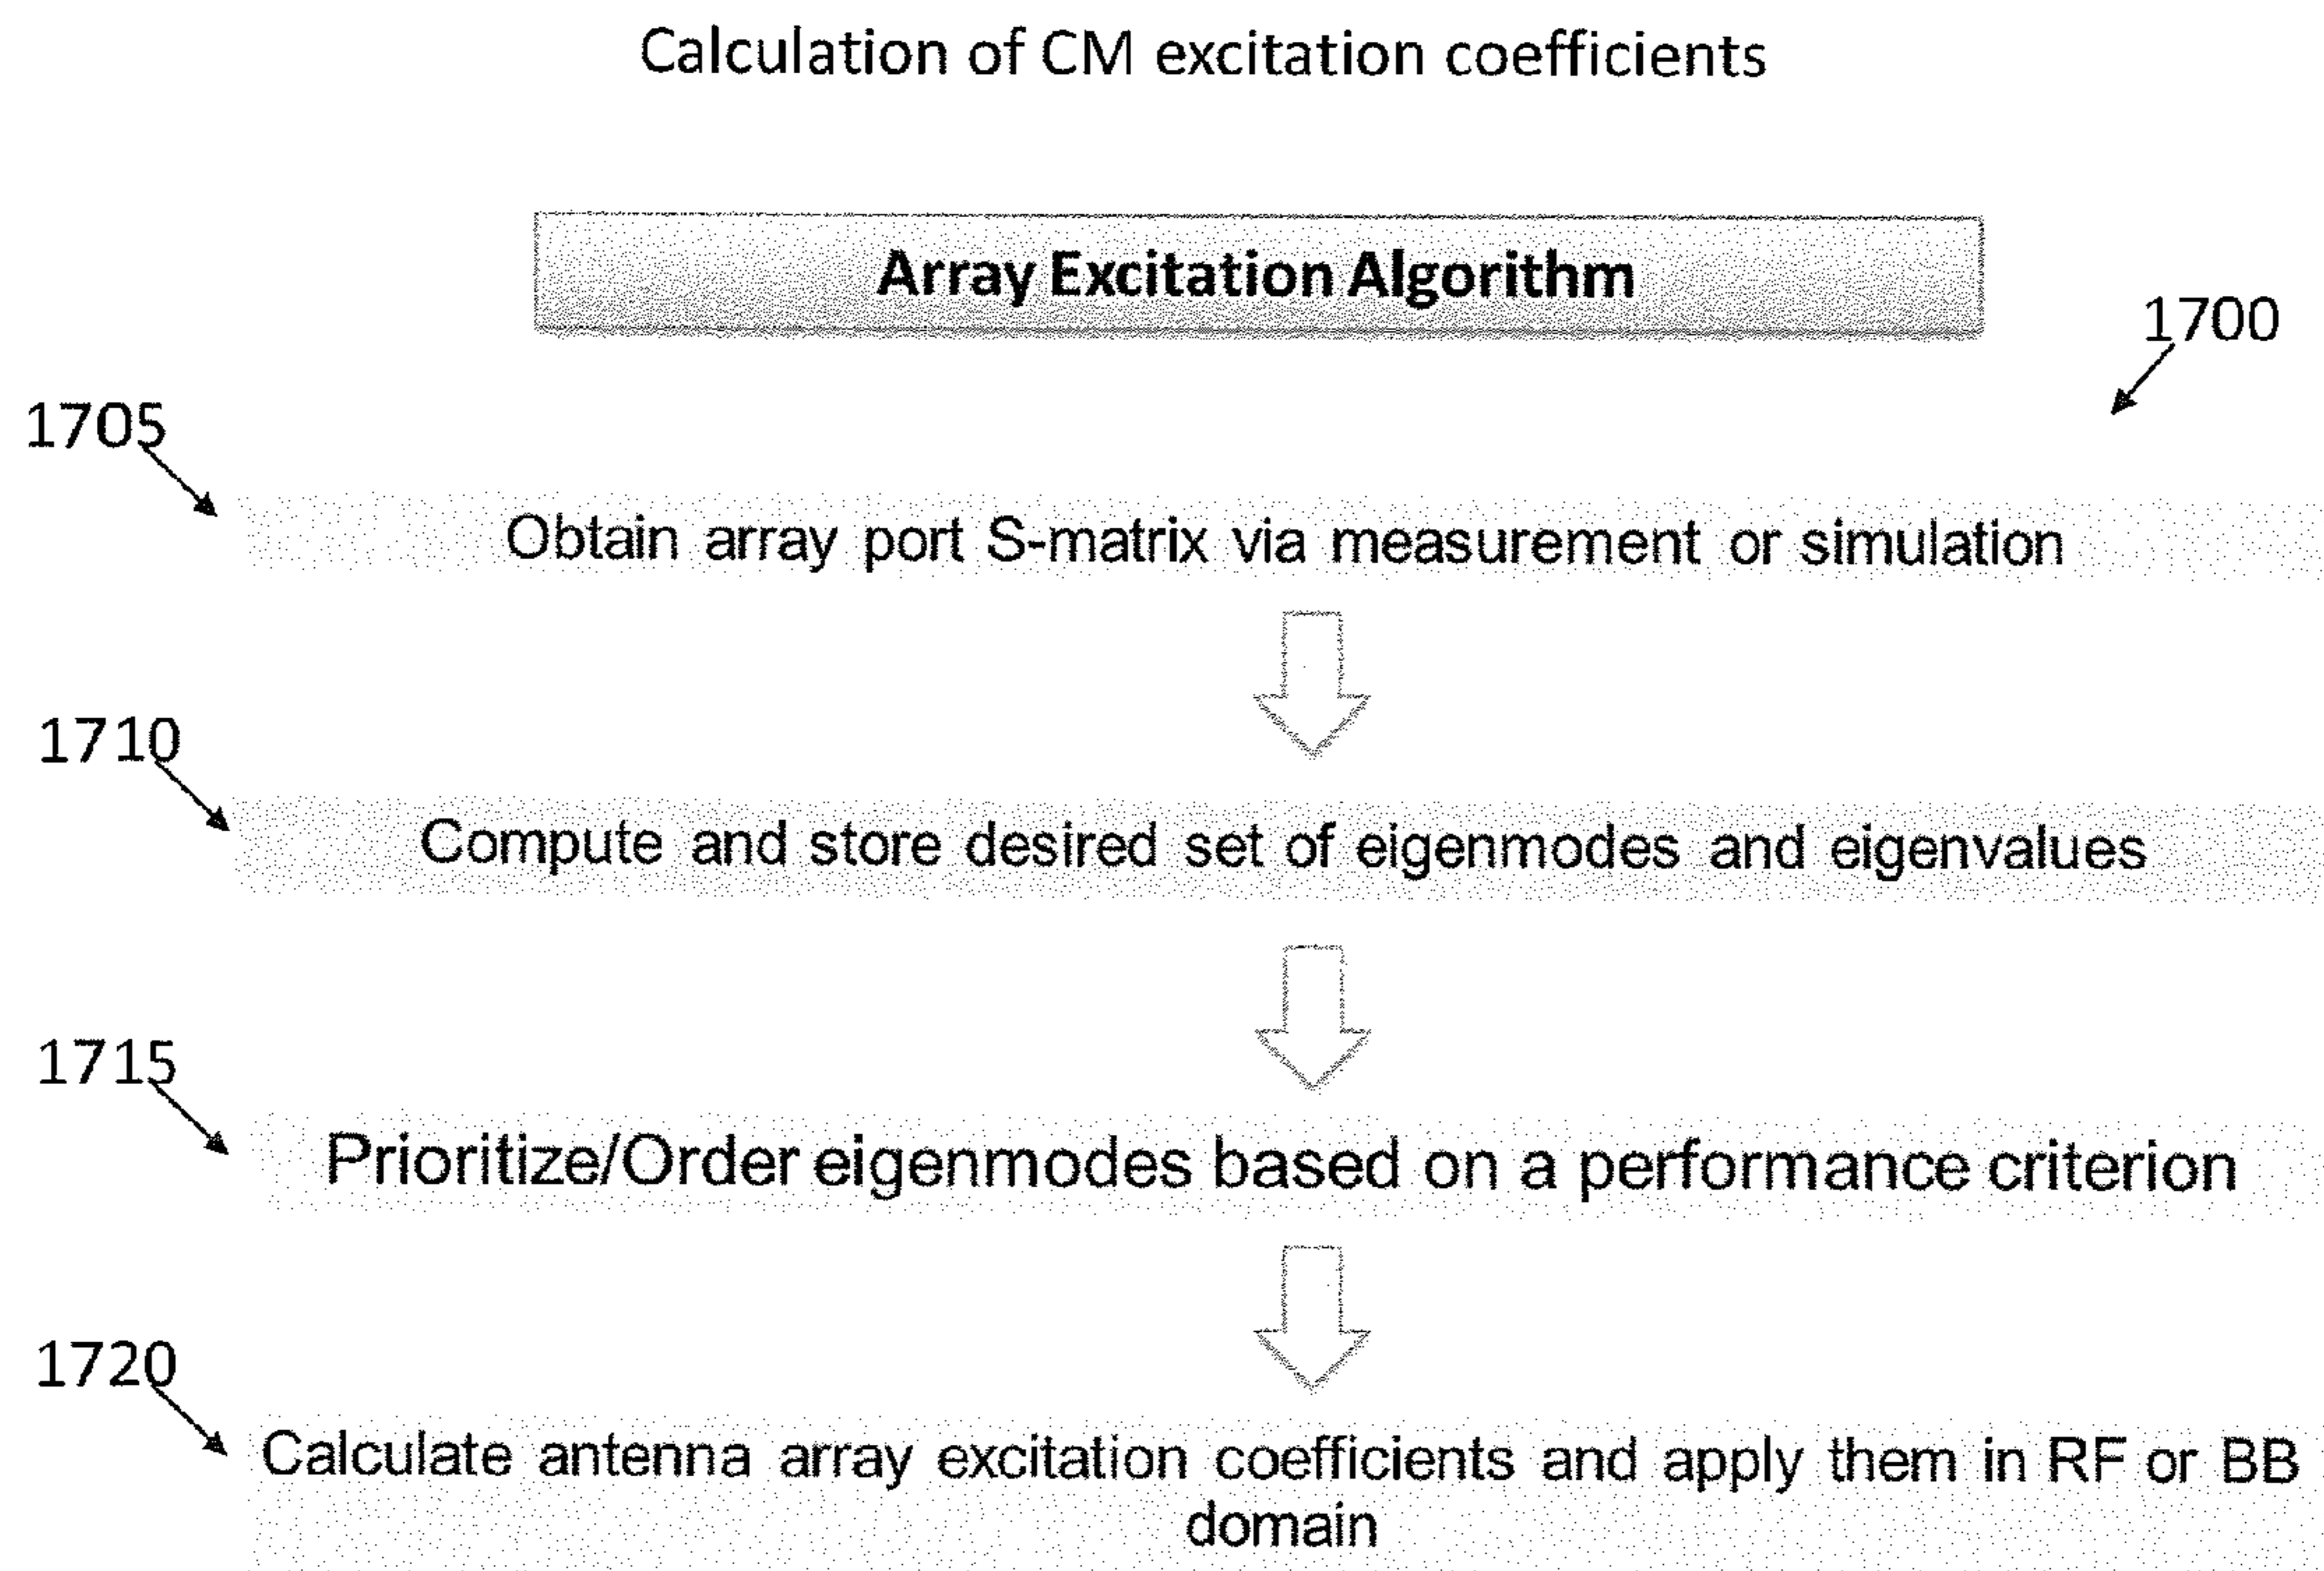 Calculation of CM excitation coefficients
Array Excitation Algorithm
1700
1705
Obtain array port S-matrix via measurement or simulation
1710
Compute and store desired set of eigenmodes and eigenvalues
1715
Prioritize/Order eigenmodes based on a performance criterion
1720
Calculate antenna array excitation coefficients and apply them in RF or BB
domain